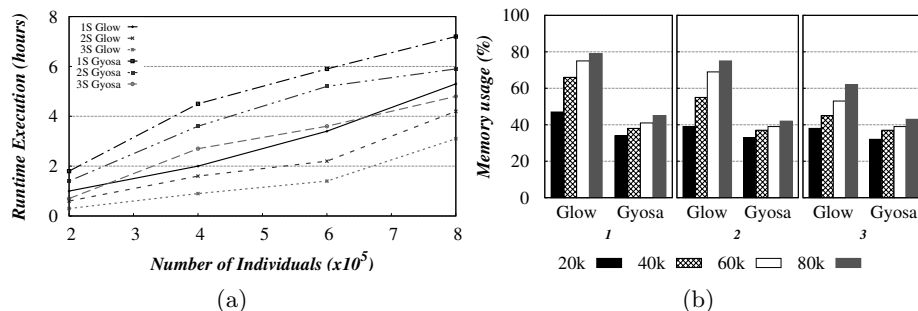 8
6
4
2
0
Runtime Execution (hours)
1S Glow
2S Glow
3S Glow
1S Gyosa
2S Gyosa
3S Gyosa
2 3 4 5 6 7 8
Number of Individuals (x10⁵)
(a)
100
80
60
40
20
0
Memory usage (%)
Glow Gyosa Glow Gyosa Glow Gyosa
1 2 3
20k 40k 60k 80k
(b)